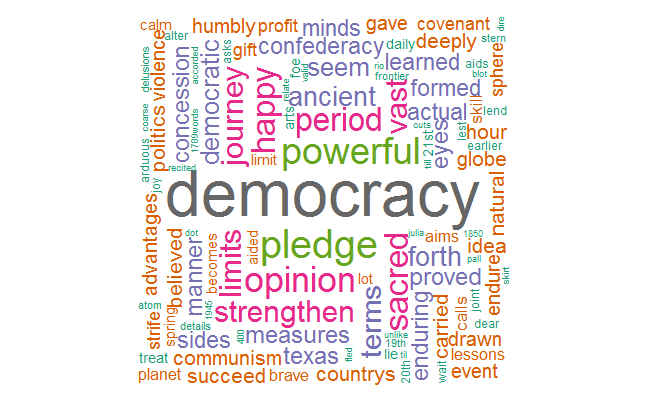 calm
humbly
profit
minds
gave
covenant
dire
alter
violence
politics
delusions
coarse
arduous
concession
accorded
1789words
recited
democratic
asks
gift
confederacy
daily
deeply
stern
journey
happy
seem
foe
relate
valid
arts
rio
frontier
learned
aids
blot
sphere
ancient
vast
formed
skill
lend
limit
period
actual
cuts
21st
till
eyes
lest
hour
earlier
powerful
globe
natural
joy
democracy
advantages
believed
dot
manner
becomes
limits
aided
pledge
sacred
julia
aims
1850
idea
forth
pall
endure
skirt
opinion
lot
proved
atom
strife
spring
details
1945
400
strengthen
terms
enduring
carried
calls
joint
dear
sides
measures
unlike
19th
drawn
treat
communism
texas
fled
lie
til
20th
wait
lessons
planet
succeed
brave
countrys
event